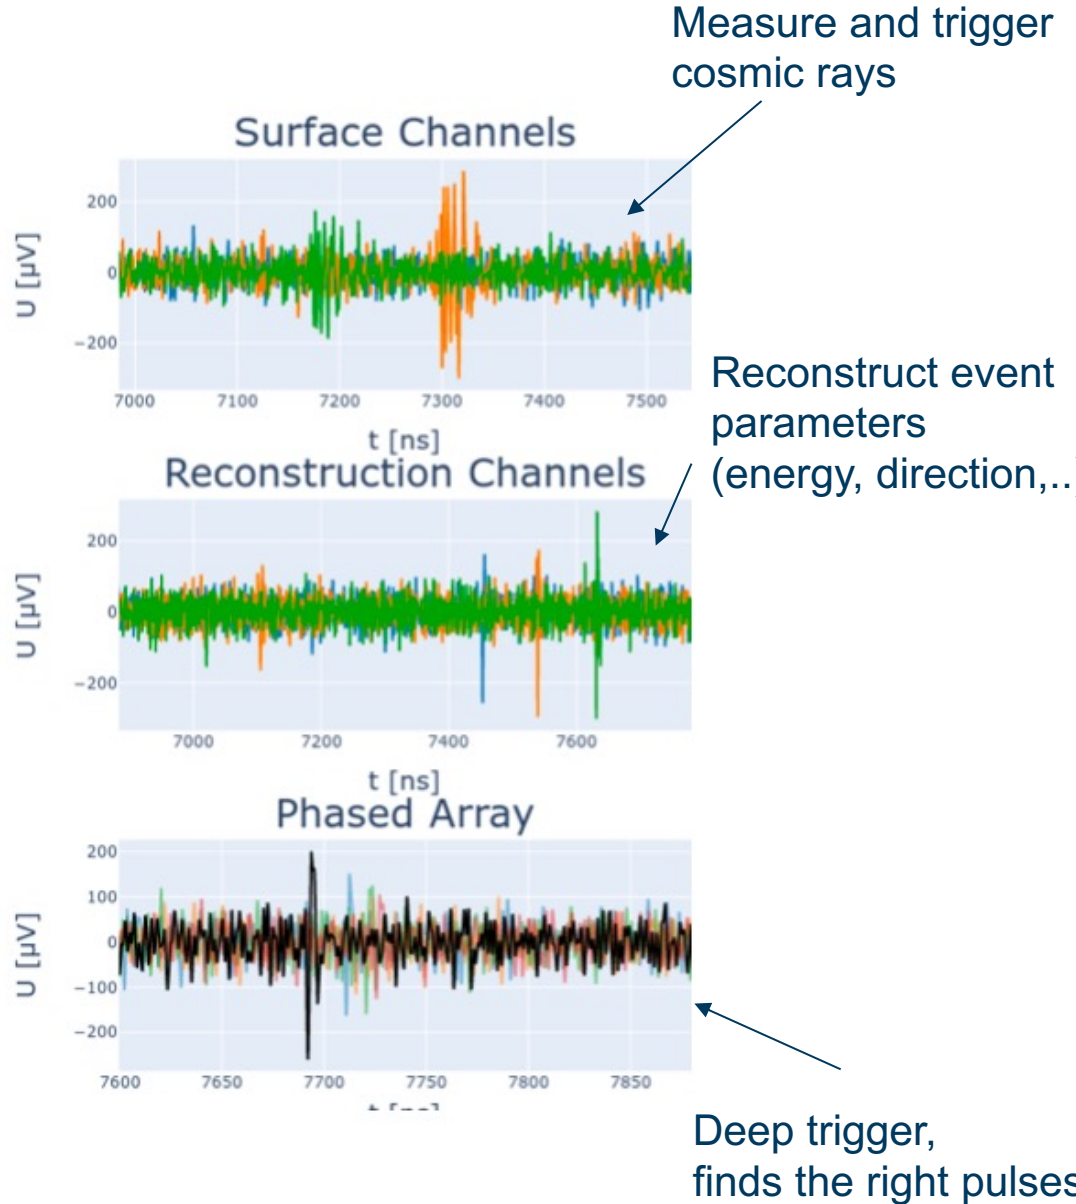 Measure and trigger
cosmic rays
Surface Channels
U [µV]
200
0
−200
7000 7100 7200 7300 7400 7500
t [ns]
Reconstruct event
parameters
(energy, direction,..
Reconstruction Channels
U [µV]
200
0
−200
7000 7200 7400 7600
t [ns]
Phased Array
U [µV]
200
100
0
−100
−200
7600 7650 7700 7750 7800 7850
Deep trigger,
finds the right pulses